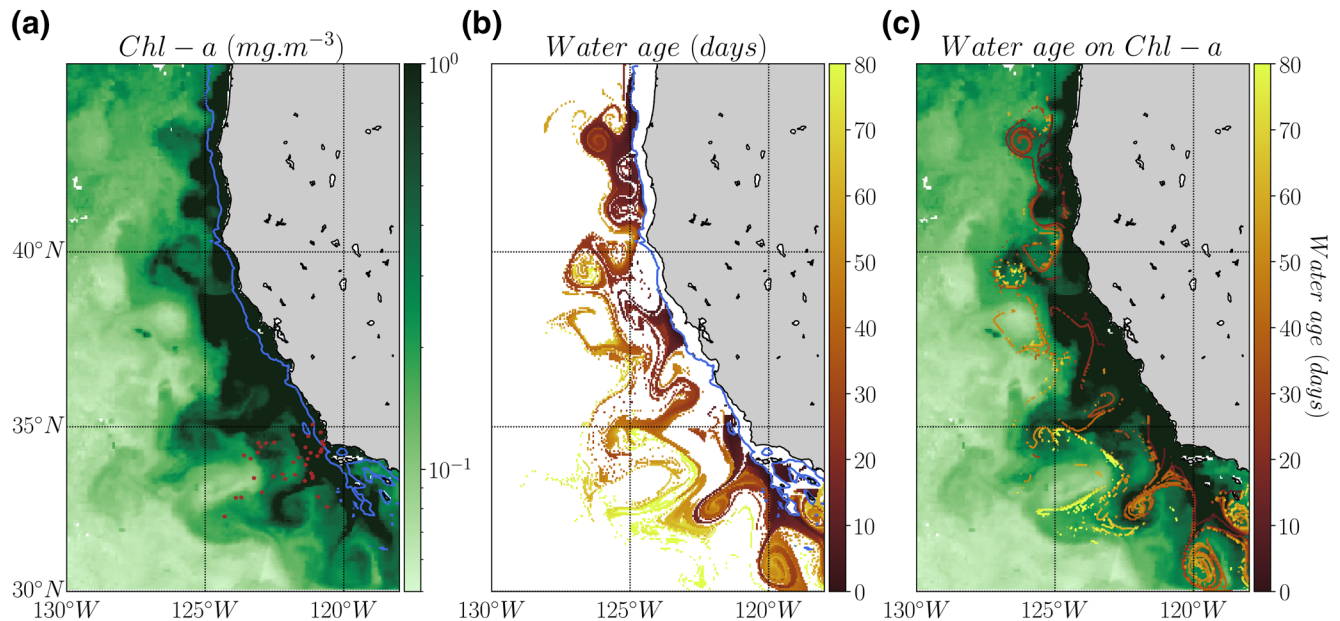 (a) (b) (c)
Chl − a (mg.m⁻³) Water age (days) Water age on Chl − a
10⁰ 80 80
70 70
60 60
40°N 50 50
40 40 Water age (days)
35°N 30 30
10⁻¹ 20 20
10 10
30°N 0 0
130°W 125°W 120°W 130°W 125°W 120°W 130°W 125°W 120°W